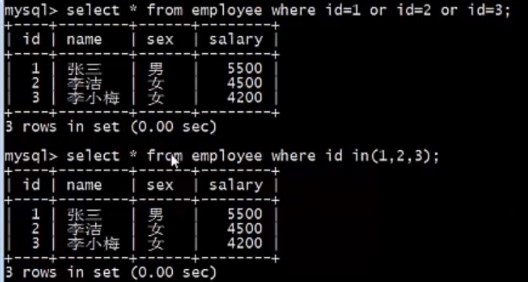 mysql> select * from employee where id=1 or id=2 or id=3;
+----+--------+-----+--------+
| id | name | sex | salary |
+----+--------+-----+--------+
| 1 | 张三 | 男 | 5500 |
| 2 | 李洁 | 女 | 4500 |
| 3 | 李小梅 | 女 | 4200 |
+----+--------+-----+--------+
3 rows in set (0.00 sec)
mysql> select * from employee where id in(1,2,3);
+----+--------+-----+--------+
| id | name | sex | salary |
+----+--------+-----+--------+
| 1 | 张三 | 男 | 5500 |
| 2 | 李洁 | 女 | 4500 |
| 3 | 李小梅 | 女 | 4200 |
+----+--------+-----+--------+
3 rows in set (0.00 sec)